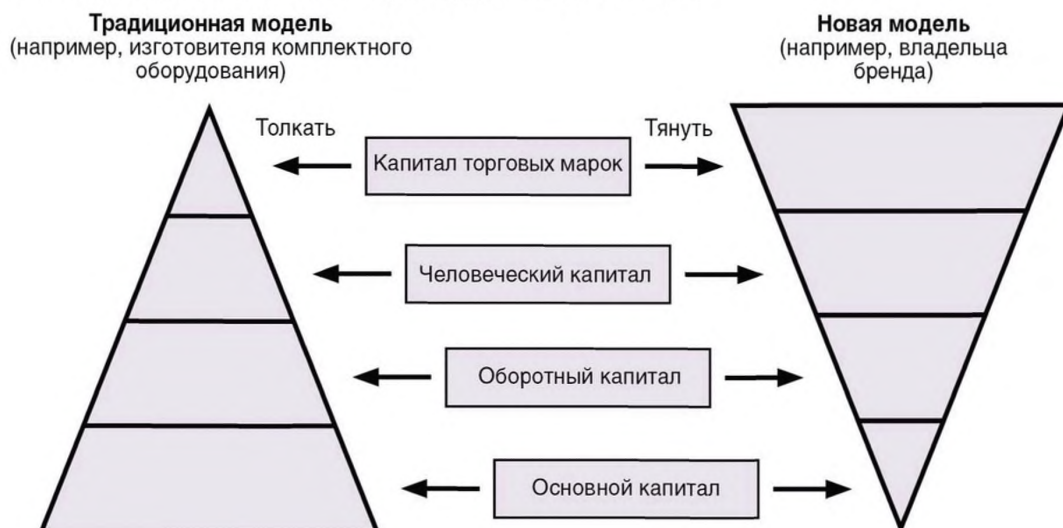 Традиционная модель
(например, изготовителя комплектного
оборудования)
Новая модель
(например, владельца
бренда)
Толкать
Тянуть
Капитал торговых марок
Человеческий капитал
Оборотный капитал
Основной капитал